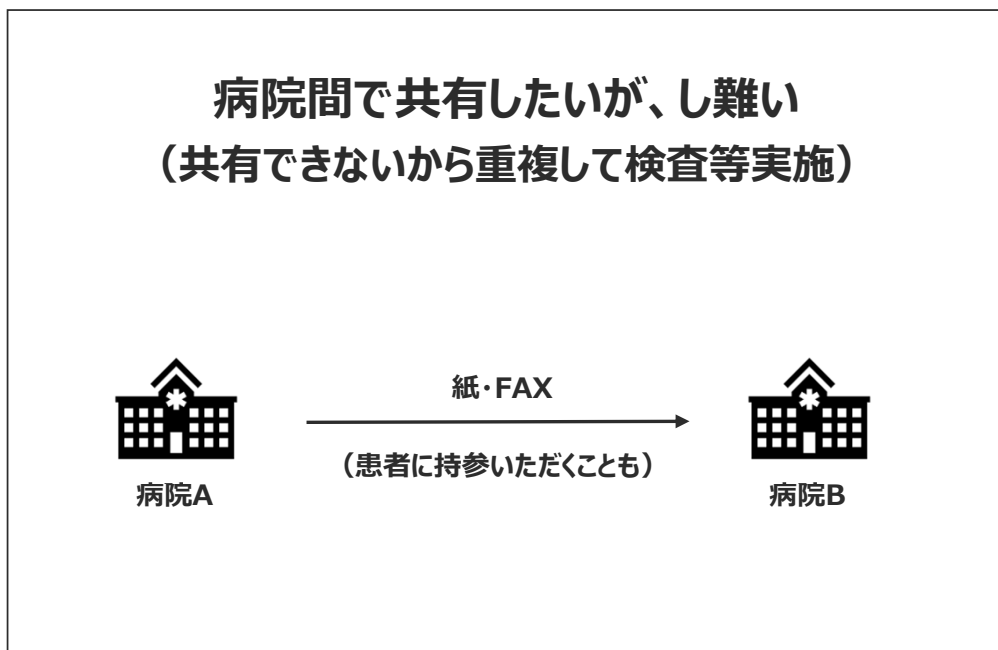 病院間で共有したいが、し難い
（共有できないから重複して検査等実施）
紙・FAX
（患者に持参いただくことも）
病院A
病院B